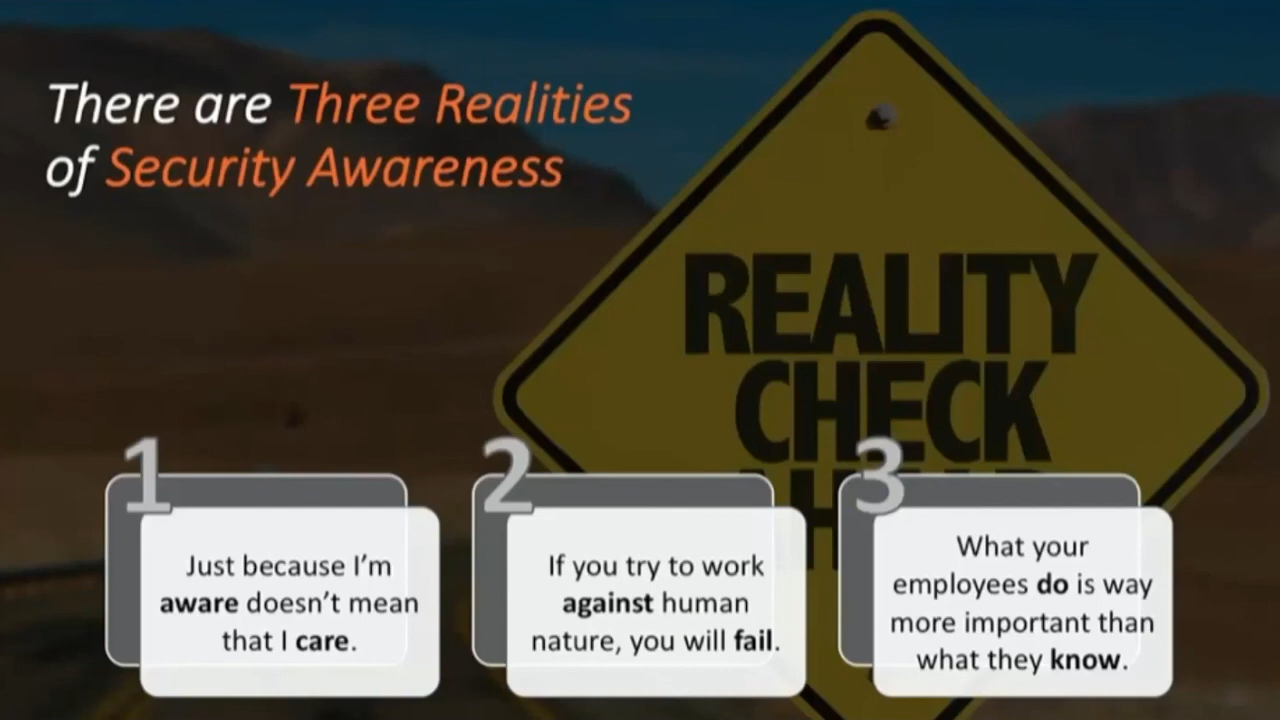 There are Three Realities
of Security Awareness
REALITY
CHECK
1
Just because I'm
aware doesn't mean
that I care.
2
If you try to work
against human
nature, you will fail.
3
What your
employees do is way
more important than
what they know.